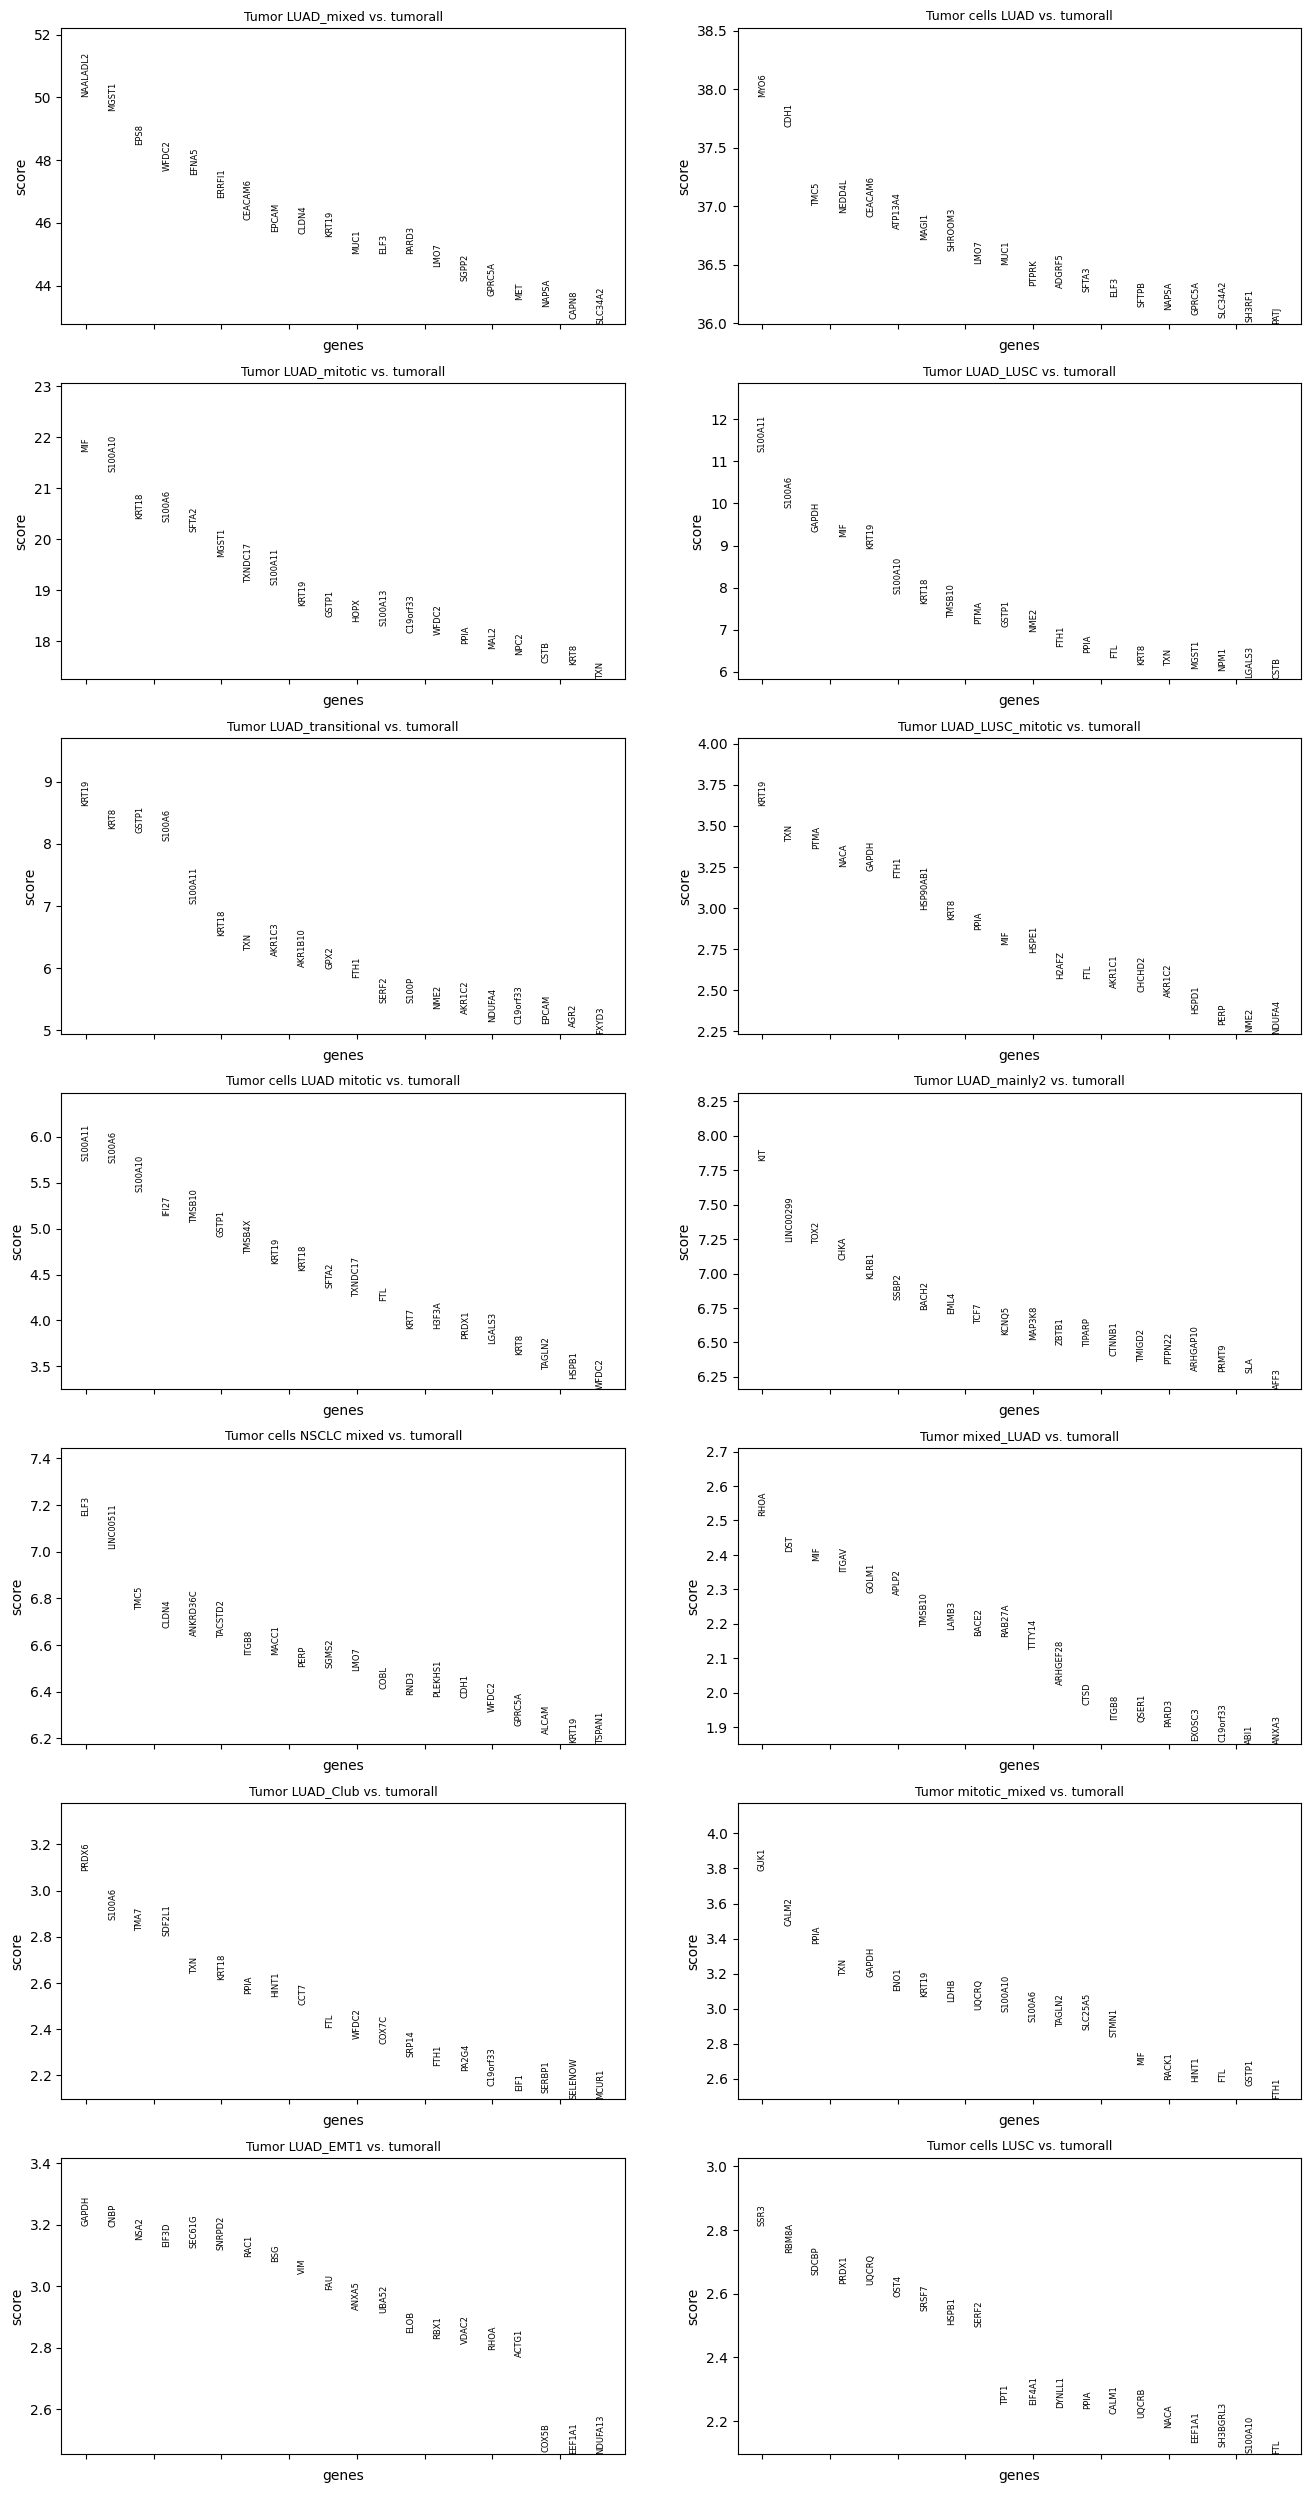 Tumor LUAD_mixed vs. tumorall
52
50
48
46
44
score
NAALADL2
MGST1
EPS8
WFDC2
EFNA5
ERRFI1
CEACAM6
EPCAM
CLDN4
KRT19
MUC1
ELF3
PARD3
LMO7
SGPP2
GPRC5A
MET
NAPSA
CAPN8
SLC34A2
genes
Tumor cells LUAD vs. tumorall
38.5
38.0
37.5
37.0
36.5
36.0
score
MYO6
CDH1
TMC5
NEDD4L
CEACAM6
ATP13A4
MAGI1
SHROOM3
LMO7
MUC1
PTPRK
ADGRF5
SFTA3
ELF3
SFTPB
NAPSA
GPRC5A
SLC34A2
SH3RF1
PATJ
genes
Tumor LUAD_mitotic vs. tumorall
23
22
21
20
19
18
score
MIF
S100A10
KRT18
S100A6
SFTA2
MGST1
TXNDC17
S100A11
KRT19
GSTP1
HOPX
S100A13
C19orf33
WFDC2
PPIA
MAL2
NPC2
CSTB
KRT8
TXN
genes
Tumor LUAD_LUSC vs. tumorall
12
11
10
9
8
7
6
score
S100A11
S100A6
GAPDH
MIF
KRT19
S100A10
KRT18
TMSB10
PTMA
GSTP1
NME2
FTH1
PPIA
FTL
KRT8
TXN
MGST1
NPM1
LGALS3
CSTB
genes
Tumor LUAD_transitional vs. tumorall
9
8
7
6
5
score
KRT19
KRT8
GSTP1
S100A6
S100A11
KRT18
TXN
AKR1C3
AKR1B10
GPX2
FTH1
SERF2
S100P
NME2
AKR1C2
NDUFA4
C19orf33
EPCAM
AGR2
FXYD3
genes
Tumor LUAD_LUSC_mitotic vs. tumorall
4.00
3.75
3.50
3.25
3.00
2.75
2.50
2.25
score
KRT19
TXN
PTMA
NACA
GAPDH
FTH1
HSP90AB1
KRT8
PPIA
MIF
HSPE1
H2AFZ
FTL
AKR1C1
CHCHD2
AKR1C2
HSPD1
PERP
NME2
NDUFA4
genes
Tumor cells LUAD mitotic vs. tumorall
6.0
5.5
5.0
4.5
4.0
3.5
score
S100A11
S100A6
S100A10
IFI27
TMSB10
GSTP1
TMSB4X
KRT19
KRT18
SFTA2
TXNDC17
FTL
KRT7
H3F3A
PRDX1
LGALS3
KRT8
TAGLN2
HSPB1
WFDC2
genes
Tumor LUAD_mainly2 vs. tumorall
8.25
8.00
7.75
7.50
7.25
7.00
6.75
6.50
6.25
score
KIT
LINC00299
TOX2
CHKA
KLRB1
SSBP2
BACH2
EML4
TCF7
KCNQ5
MAP3K8
ZBTB1
TIPARP
CTNNB1
TMIGD2
PTPN22
ARHGAP10
PRMT9
SLA
AFF3
genes
Tumor cells NSCLC mixed vs. tumorall
7.4
7.2
7.0
6.8
6.6
6.4
6.2
score
ELF3
LINC00511
TMC5
CLDN4
ANKRD36C
TACSTD2
ITGB8
MACC1
PERP
SGMS2
LMO7
COBL
RND3
PLEKHS1
CDH1
WFDC2
GPRC5A
ALCAM
KRT19
TSPAN1
genes
Tumor mixed_LUAD vs. tumorall
2.7
2.6
2.5
2.4
2.3
2.2
2.1
2.0
1.9
score
RHOA
DST
MIF
ITGAV
GOLM1
APLP2
TMSB10
LAMB3
BACE2
RAB27A
TTTY14
ARHGEF28
CTSD
ITGB8
QSER1
PARD3
EXOSC3
C19orf33
ABI1
ANXA3
genes
Tumor LUAD_Club vs. tumorall
3.2
3.0
2.8
2.6
2.4
2.2
score
PRDX6
S100A6
TMA7
SDF2L1
TXN
KRT18
PPIA
HINT1
CCT7
FTL
WFDC2
COX7C
SRP14
FTH1
PA2G4
C19orf33
EIF1
SERBP1
SELENOW
MCUR1
genes
Tumor mitotic_mixed vs. tumorall
4.0
3.8
3.6
3.4
3.2
3.0
2.8
2.6
score
GUK1
CALM2
PPIA
TXN
GAPDH
ENO1
KRT19
LDHB
UQCRQ
S100A10
S100A6
TAGLN2
SLC25A5
STMN1
MIF
RACK1
HINT1
FTL
GSTP1
FTH1
genes
Tumor LUAD_EMT1 vs. tumorall
3.4
3.2
3.0
2.8
2.6
score
GAPDH
CNBP
NSA2
EIF3D
SEC61G
SNRPD2
RAC1
BSG
VIM
FAU
ANXA5
UBA52
ELOB
RBX1
VDAC2
RHOA
ACTG1
COX5B
EEF1A1
NDUFA13
genes
Tumor cells LUSC vs. tumorall
3.0
2.8
2.6
2.4
2.2
score
SSR3
RBM8A
SDCBP
PRDX1
UQCRQ
OST4
SRSF7
HSPB1
SERF2
TPT1
EIF4A1
DYNLL1
PPIA
CALM1
UQCRB
NACA
EEF1A1
SH3BGRL3
S100A10
FTL
genes